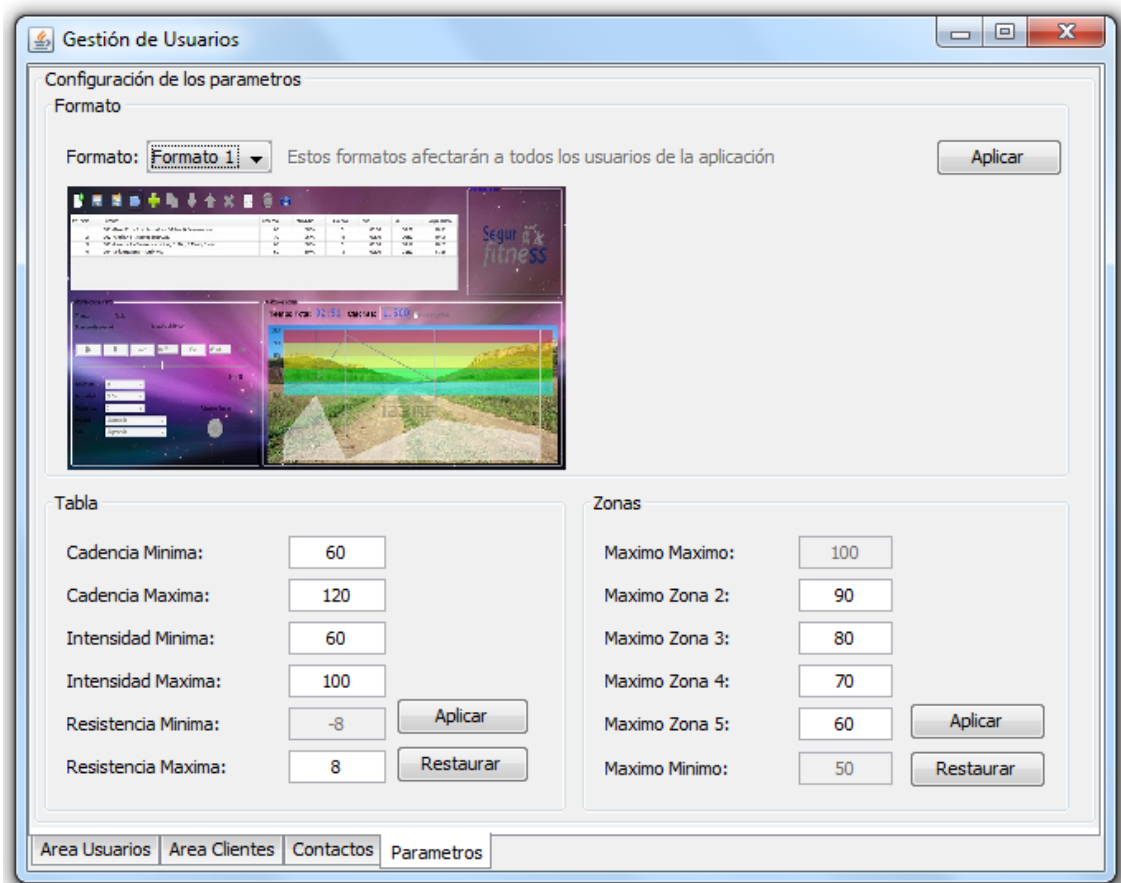 Gestión de Usuarios
Configuración de los parametros
Formato
Formato: Formato 1 Estos formatos afectarán a todos los usuarios de la aplicación Aplicar
Segur
fitness
Tabla
Cadencia Minima: 60
Cadencia Maxima: 120
Intensidad Minima: 60
Intensidad Maxima: 100
Resistencia Minima: -8
Aplicar
Resistencia Maxima: 8
Restaurar
Zonas
Maximo Maximo: 100
Maximo Zona 2: 90
Maximo Zona 3: 80
Maximo Zona 4: 70
Maximo Zona 5: 60
Aplicar
Maximo Minimo: 50
Restaurar
Area Usuarios Area Clientes Contactos Parametros